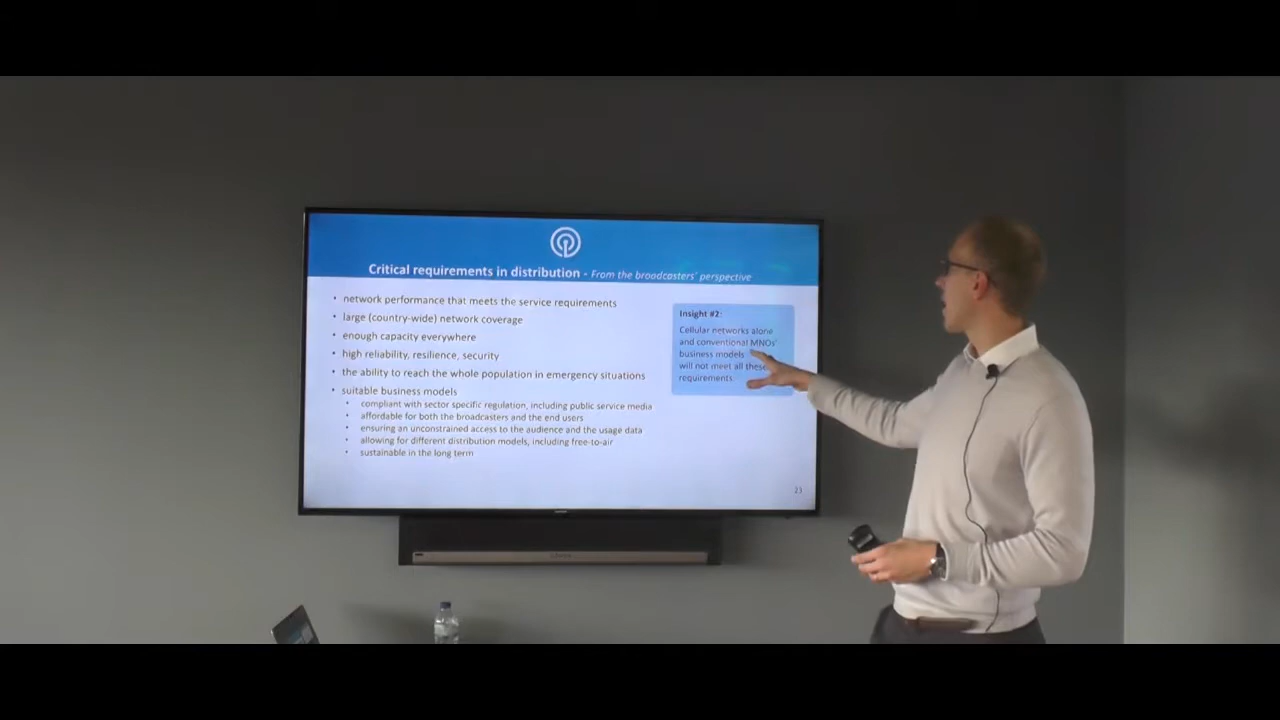 Critical requirements in distribution - From the broadcasters' perspective
• network performance that meets the service requirements
• large (country-wide) network coverage
• enough capacity everywhere
• high reliability, resilience, security
• the ability to reach the whole population in emergency situations
• suitable business models
• compliant with sector specific regulation, including public service media
• affordable for both the broadcasters and the end users
• ensuring an unconstrained access to the audience and the usage data
• allowing for different distribution models, including free-to-air
• sustainable in the long term
Insight #2:
Cellular networks alone
and conventional MNOs'
business models
will not meet all these
requirements
23